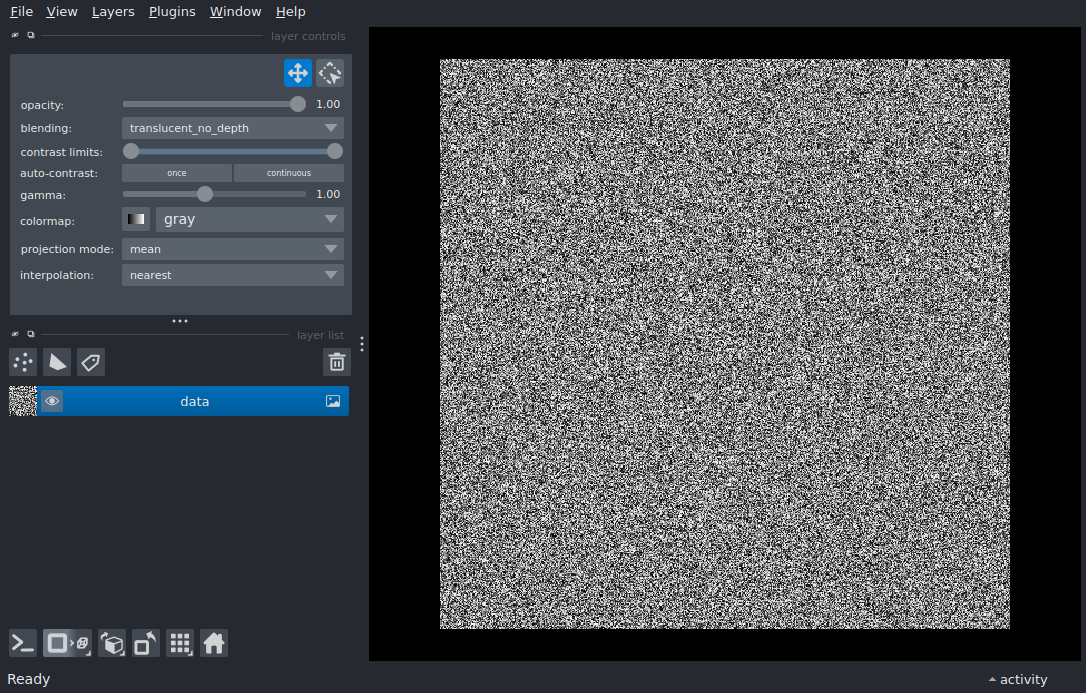 File View Layers Plugins Window Help
layer controls
opacity: 1.00
blending: translucent_no_depth
contrast limits:
auto-contrast: once continuous
gamma: 1.00
colormap: gray
projection mode: mean
interpolation: nearest
layer list
data
Ready activity